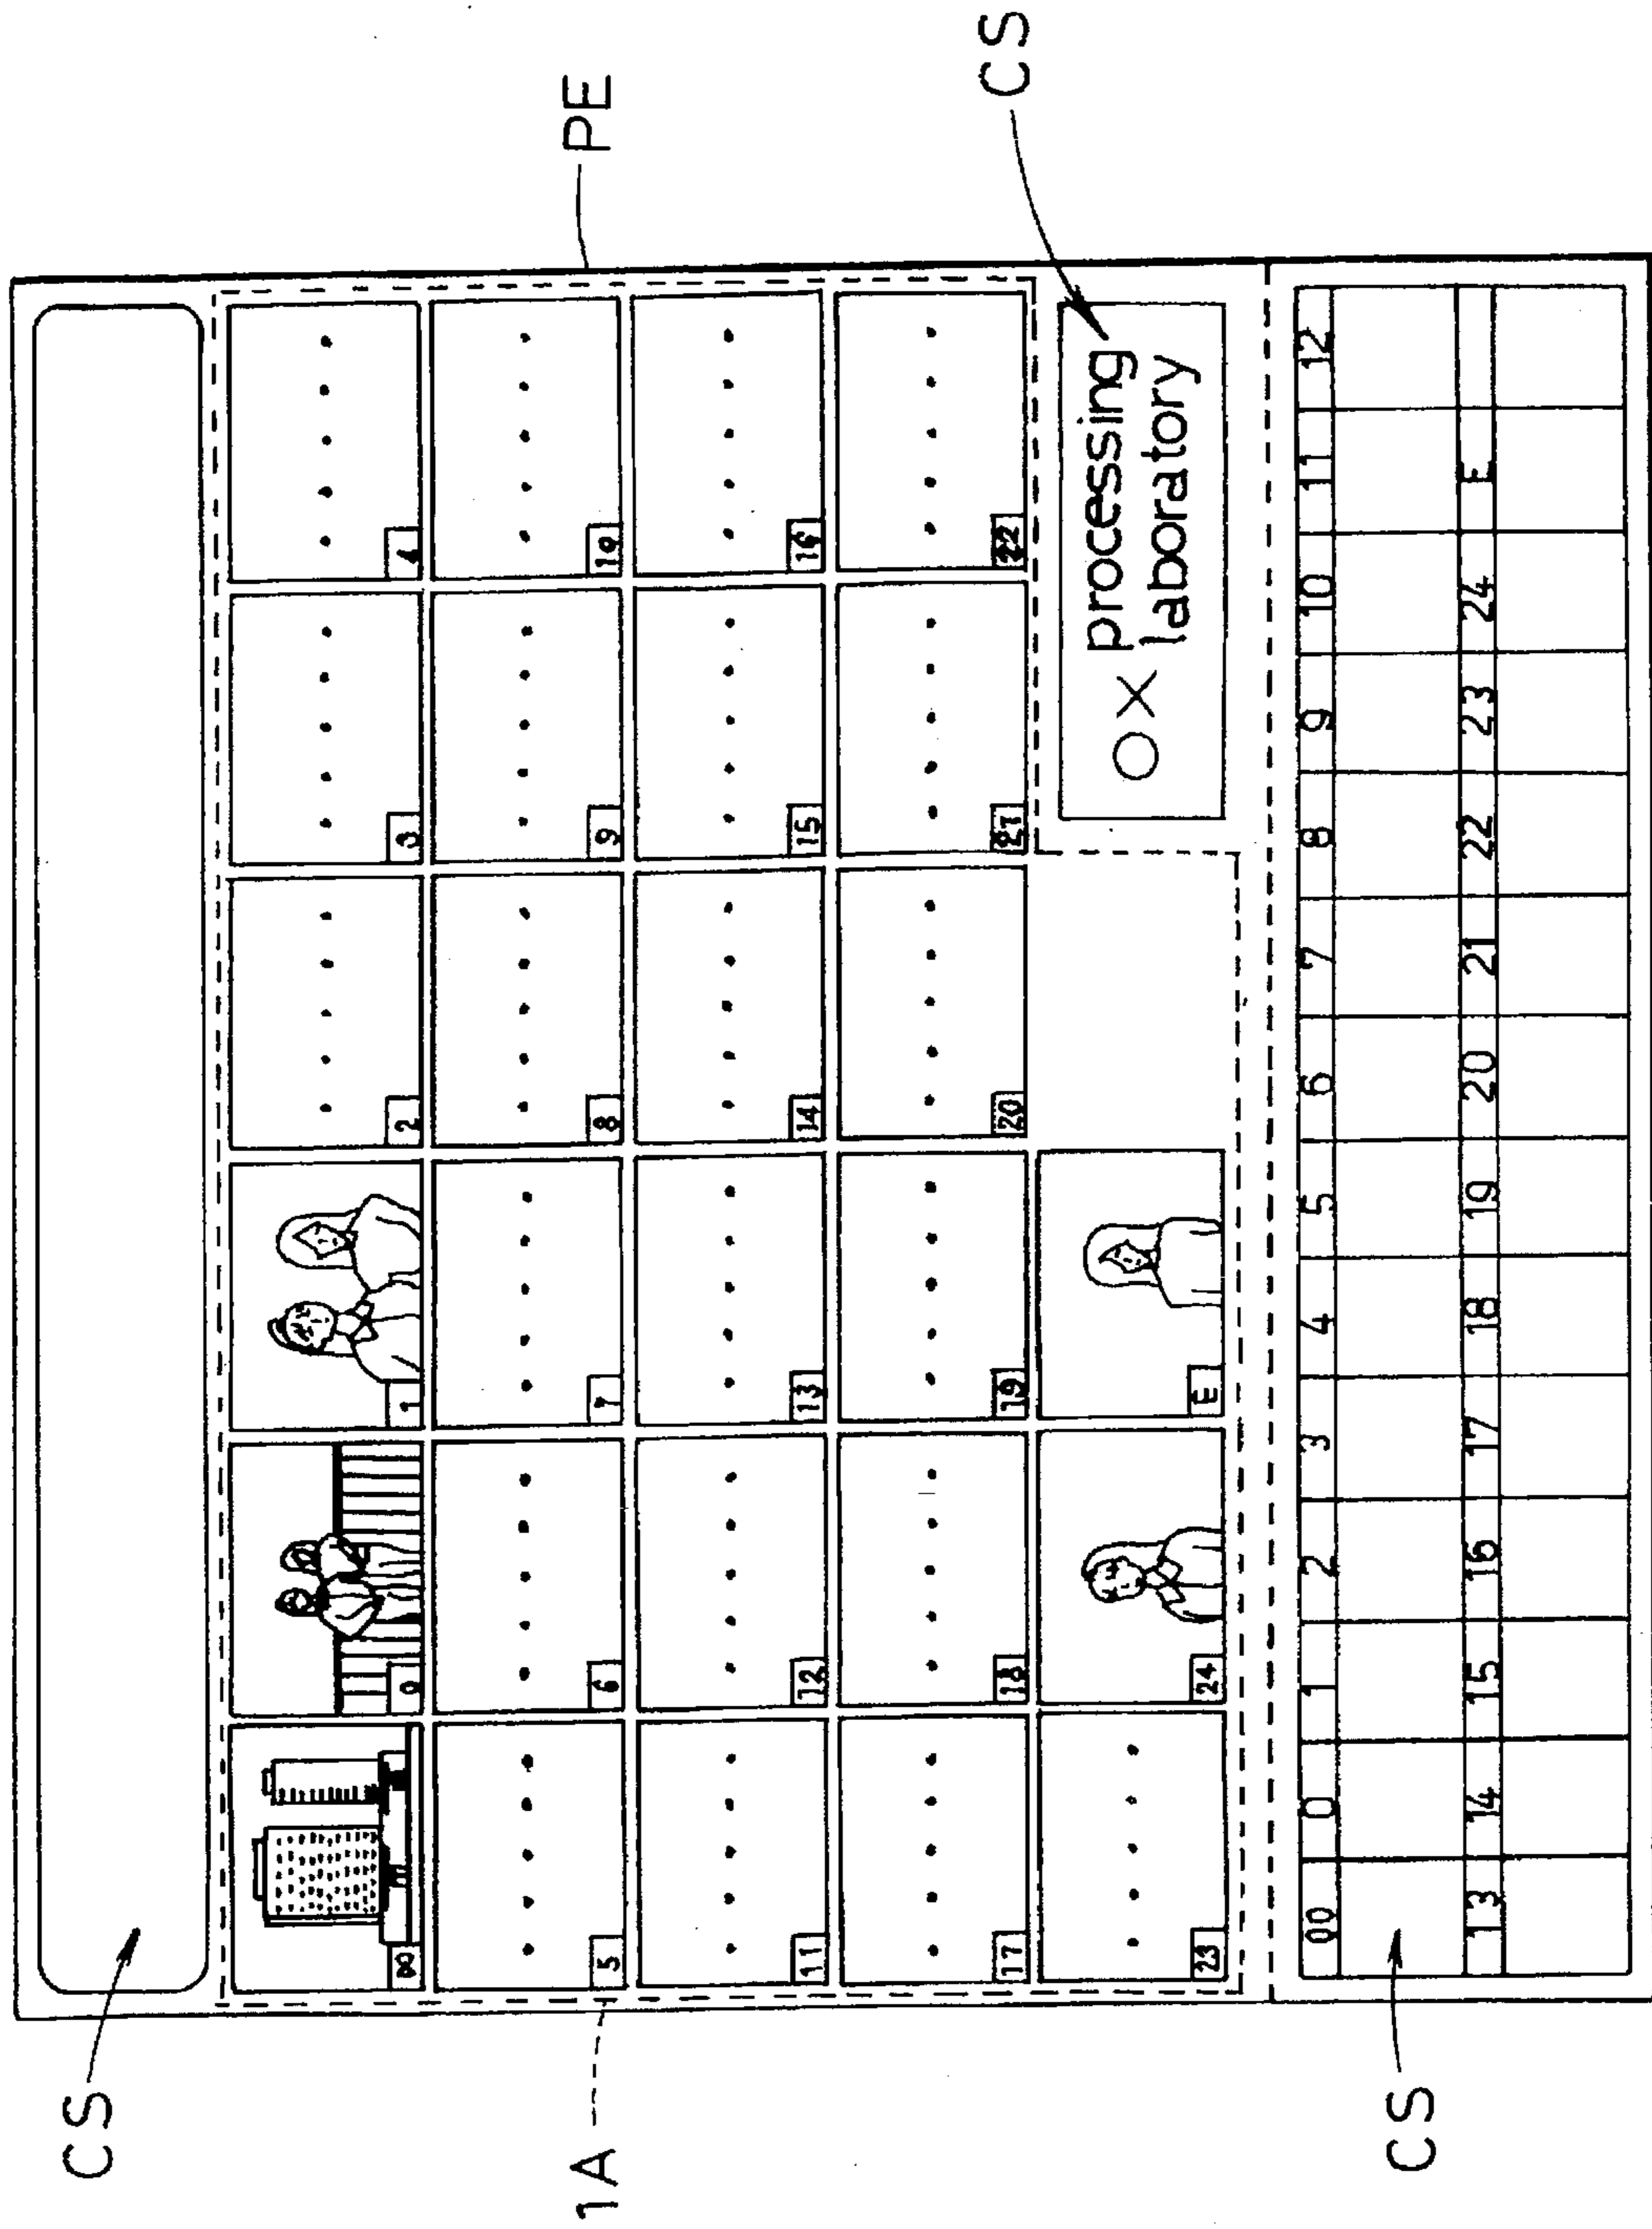 CS
PE
1A
00
0
1
2
3
4
5
6
7
8
9
10
11
12
13
14
15
16
17
18
19
20
21
22
23
24
E
CS
○× processing
laboratory
00 0 1 2 3 4 5 6 7 8 9 10 11 12
CS
13 14 15 16 17 18 19 20 21 22 23 24 E